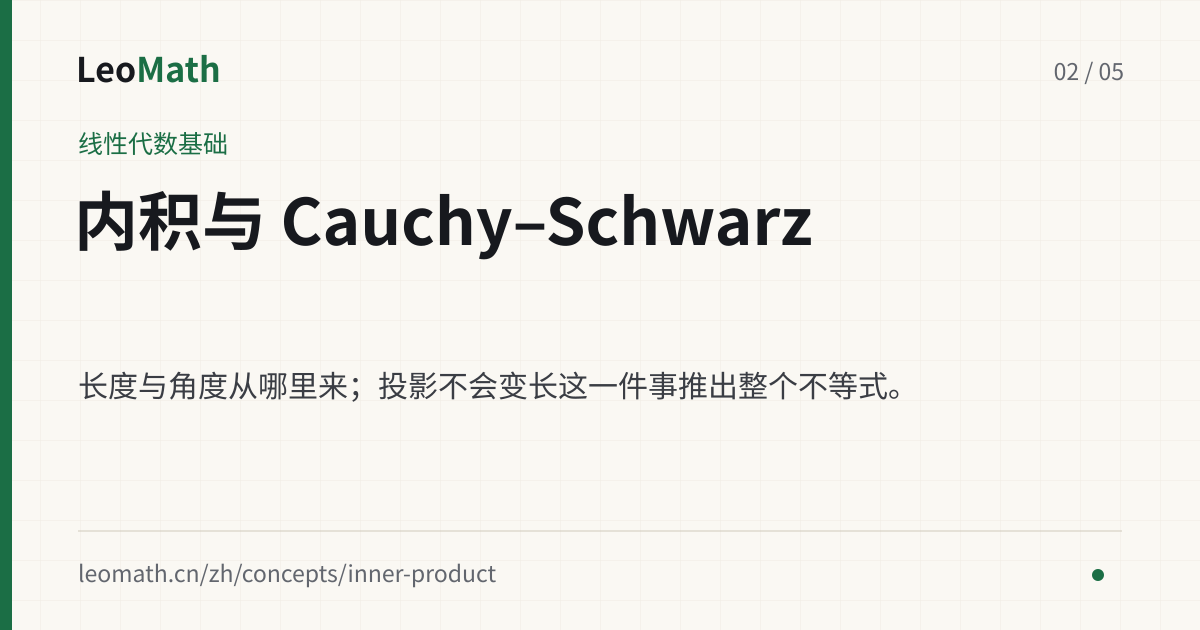 LeoMath
02 / 05
线性代数基础
内积与 Cauchy–Schwarz
长度与角度从哪里来；投影不会变长这一件事推出整个不等式。
leomath.cn/zh/concepts/inner-product